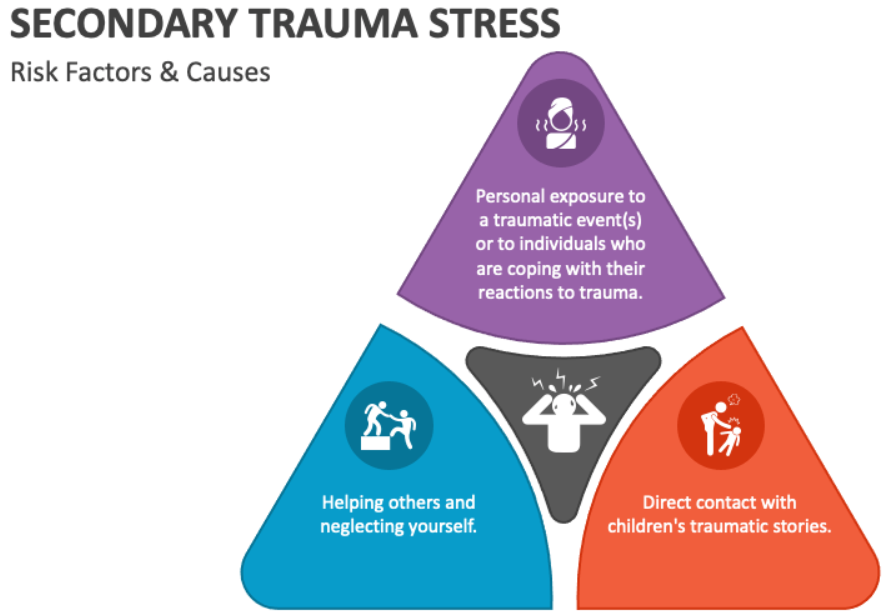 SECONDARY TRAUMA STRESS
Risk Factors & Causes
Personal exposure to
a traumatic event(s)
or to individuals who
are coping with their
reactions to trauma.
Helping others and
neglecting yourself.
Direct contact with
children's traumatic stories.